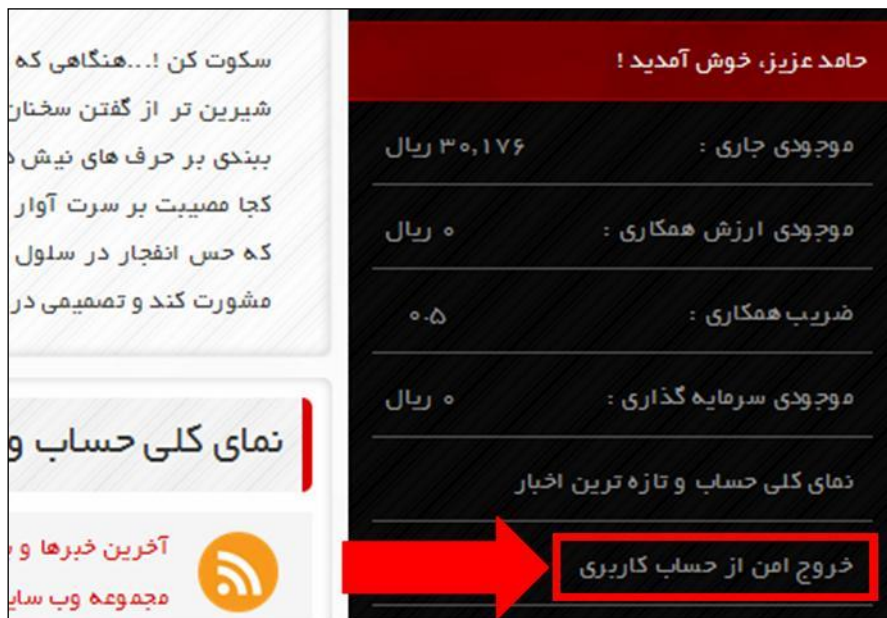 حامد عزیز، خوش آمدید !
موجودی جاری : ۳۰,۱۷۶ ریال
موجودی ارزش همکاری : ۰ ریال
ضریب همکاری : ۰.۵
موجودی سرمایه گذاری : ۰ ریال
نمای کلی حساب و تازه ترین اخبار
خروج امن از حساب کاربری
سکوت کن !...هنگاهی که
شیرین تر از گفتن سخنان
ببندی بر حرف های نیش
کجا مصیبت بر سرت آوار
که حس انفجار در سلول
مشورت کند و تصمیمی در
نمای کلی حساب و
آخرین خبرها و
مجموعه وب سای